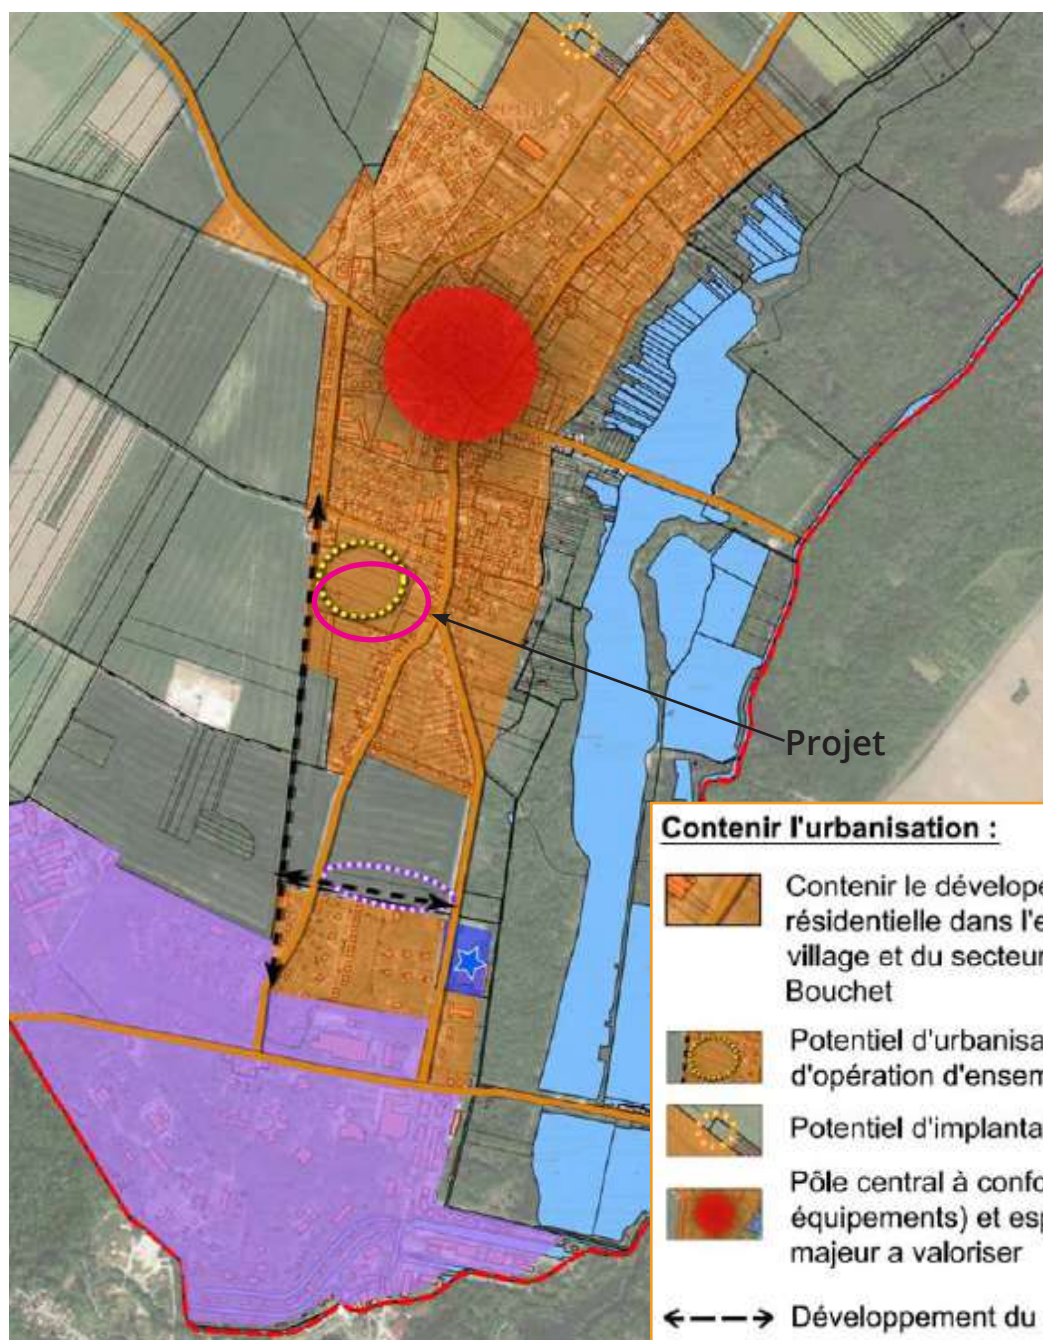 Projet
Contenir l'urbanisation :
Contenir le dévelope
résidentielle dans l'e
village et du secteur
Bouchet
Potentiel d'urbanisa
d'opération d'ensem
Potentiel d'implanta
Pôle central à confo
équipements) et esp
majeur a valoriser
Développement du